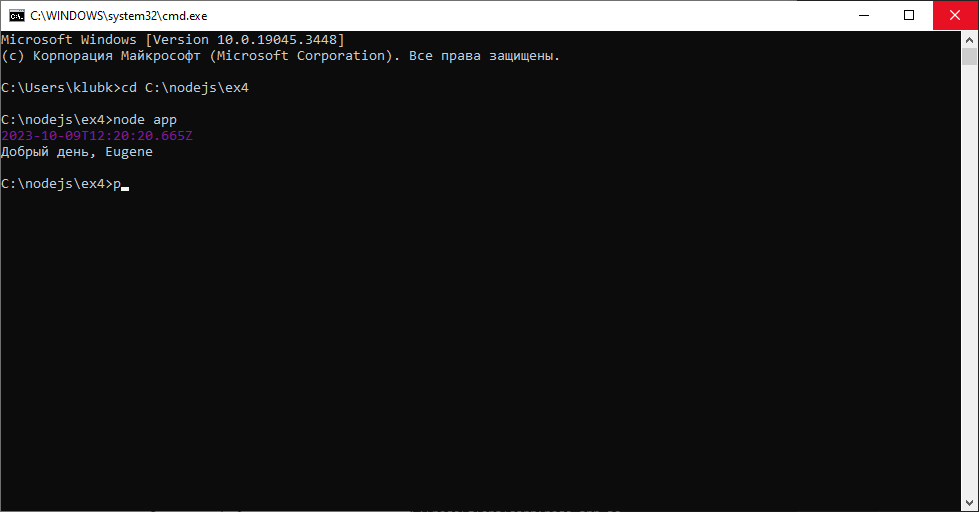 C:\WINDOWS\system32\cmd.exe
Microsoft Windows [Version 10.0.19045.3448]
(c) Корпорация Майкрософт (Microsoft Corporation). Все права защищены.
C:\Users\klubk>cd C:\nodejs\ex4
C:\nodejs\ex4>node app
2023-10-09T12:20:20.665Z
Добрый день, Eugene
C:\nodejs\ex4>p